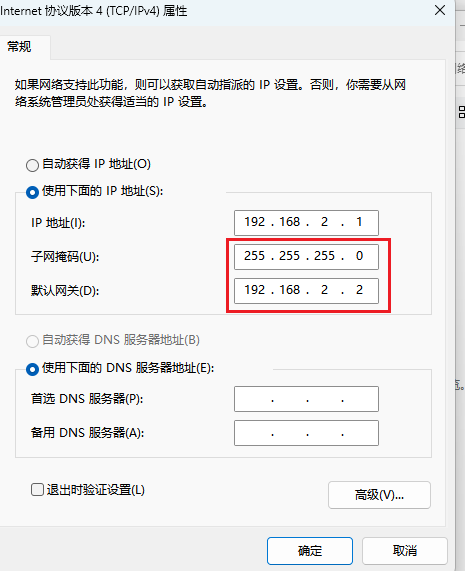 Internet 协议版本 4 (TCP/IPv4) 属性
常规
如果网络支持此功能，则可以获取自动指派的 IP 设置。否则，你需要从网
络系统管理员处获得适当的 IP 设置。
自动获得 IP 地址(O)
使用下面的 IP 地址(S):
IP 地址(I):
192 . 168 . 2 . 1
子网掩码(U):
255 . 255 . 255 . 0
默认网关(D):
192 . 168 . 2 . 2
自动获得 DNS 服务器地址(B)
使用下面的 DNS 服务器地址(E):
首选 DNS 服务器(P):
. . .
备用 DNS 服务器(A):
. . .
退出时验证设置(L)
高级(V)...
确定
取消